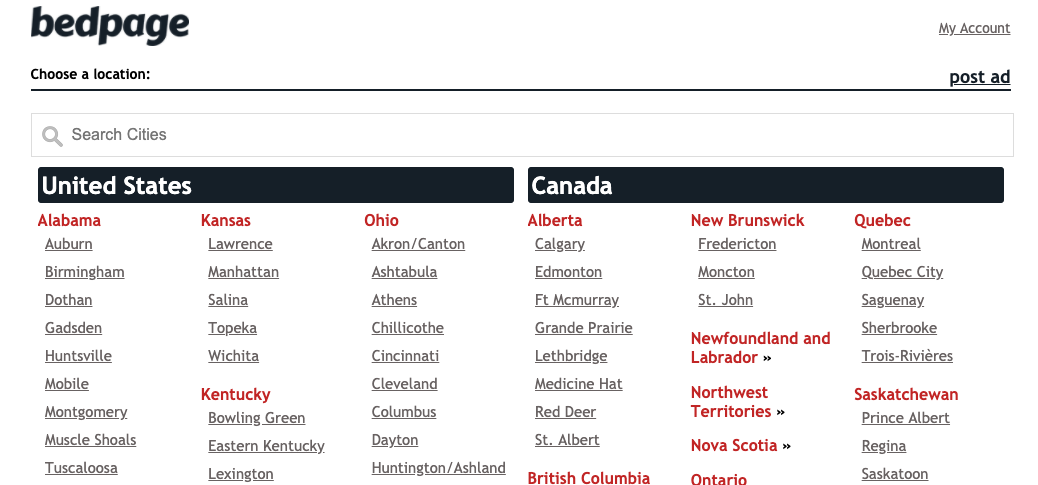 bedpage
My Account
Choose a location:
post ad
Search Cities
United States
Alabama
Auburn
Birmingham
Dothan
Gadsden
Huntsville
Mobile
Montgomery
Muscle Shoals
Tuscaloosa
Kansas
Lawrence
Manhattan
Salina
Topeka
Wichita
Kentucky
Bowling Green
Eastern Kentucky
Lexington
Ohio
Akron/Canton
Ashtabula
Athens
Chillicothe
Cincinnati
Cleveland
Columbus
Dayton
Huntington/Ashland
Canada
Alberta
Calgary
Edmonton
Ft Mcmurray
Grande Prairie
Lethbridge
Medicine Hat
Red Deer
St. Albert
British Columbia
New Brunswick
Fredericton
Moncton
St. John
Newfoundland and
Labrador »
Northwest
Territories »
Nova Scotia »
Ontario
Quebec
Montreal
Quebec City
Saguenay
Sherbrooke
Trois-Rivières
Saskatchewan
Prince Albert
Regina
Saskatoon